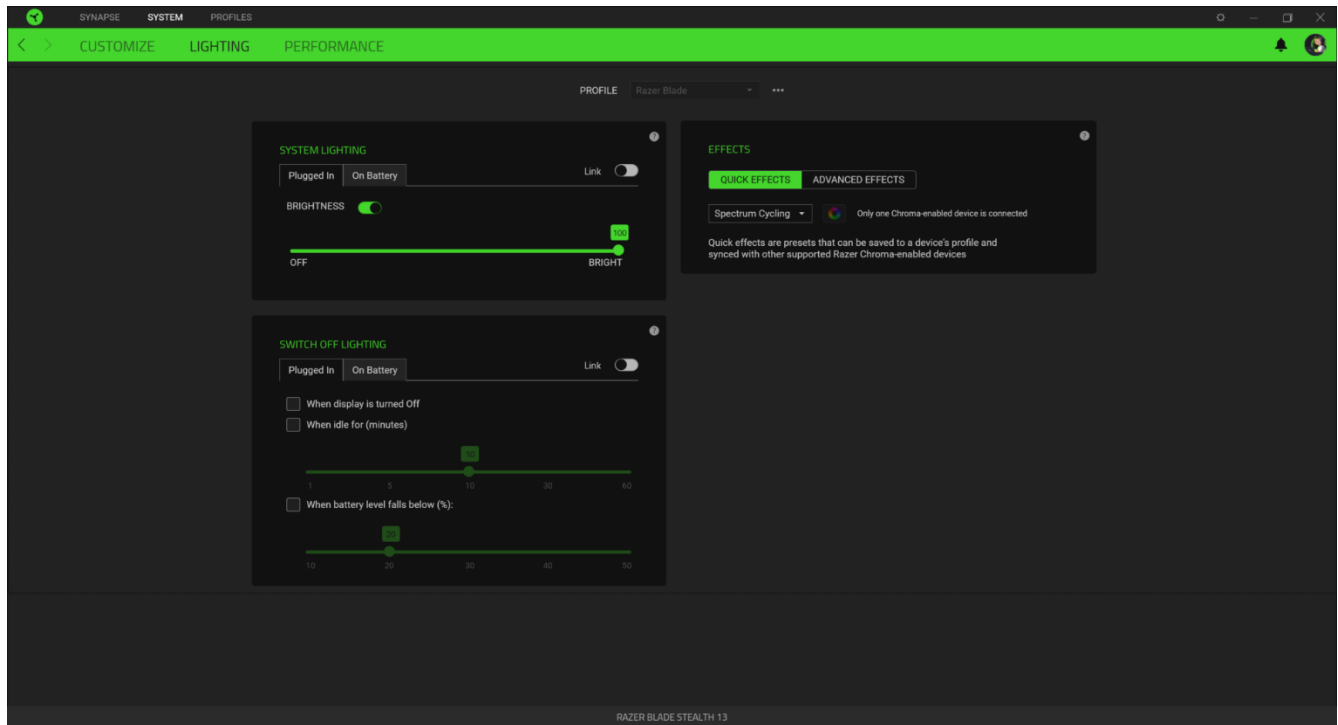 SYNAPSE SYSTEM PROFILES
CUSTOMIZE LIGHTING PERFORMANCE
PROFILE Razer Blade
SYSTEM LIGHTING
Plugged In On Battery Link
BRIGHTNESS
100
OFF BRIGHT
EFFECTS
QUICK EFFECTS ADVANCED EFFECTS
Spectrum Cycling Only one Chroma-enabled device is connected
Quick effects are presets that can be saved to a device's profile and
synced with other supported Razer Chroma-enabled devices
SWITCH OFF LIGHTING
Plugged In On Battery Link
When display is turned Off
When idle for (minutes)
10
1 5 10 30 60
When battery level falls below (%):
20
10 20 30 40 50
RAZER BLADE STEALTH 13